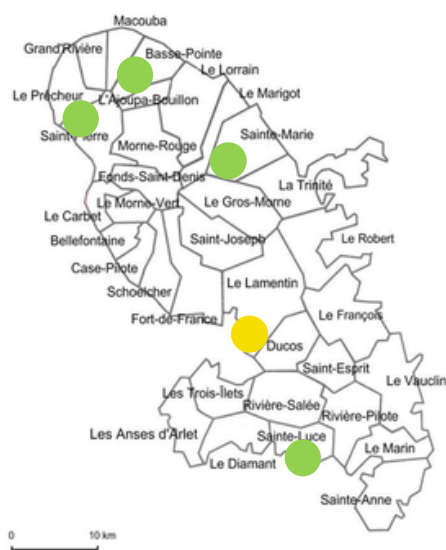 Macouba
Grand Rivière
Basse-Pointe
Le Lorrain
Le Prêcheur
L'Ajoupa-Bouillon
Le Marigot
Sainte-Marie
Morne-Rouge
La Trinité
Fonds-Saint-Denis
Le Morne-Vert
Le Gros-Morne
Le Carbet
Bellefontaine
Saint-Joseph
Le Robert
Case-Pilote
Schoelcher
Le Lamentin
Fort-de-France
Le François
Ducos
Saint-Esprit
Le Vauclin
Les Trois-Îlets
Rivière-Salée
Rivière-Pilote
Les Anses d'Arlet
Sainte-Luce
Le Marin
Le Diamant
Sainte-Anne
0 10 km